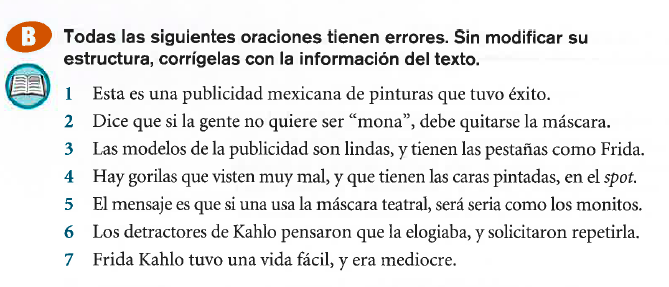 B
Todas las siguientes oraciones tienen errores. Sin modificar su
estructura, corrígelas con la información del texto.
1 Esta es una publicidad mexicana de pinturas que tuvo éxito.
2 Dice que si la gente no quiere ser “mona”, debe quitarse la máscara.
3 Las modelos de la publicidad son lindas, y tienen las pestañas como Frida.
4 Hay gorilas que visten muy mal, y que tienen las caras pintadas, en el spot.
5 El mensaje es que si una usa la máscara teatral, será seria como los monitos.
6 Los detractores de Kahlo pensaron que la elogiaba, y solicitaron repetirla.
7 Frida Kahlo tuvo una vida fácil, y era mediocre.